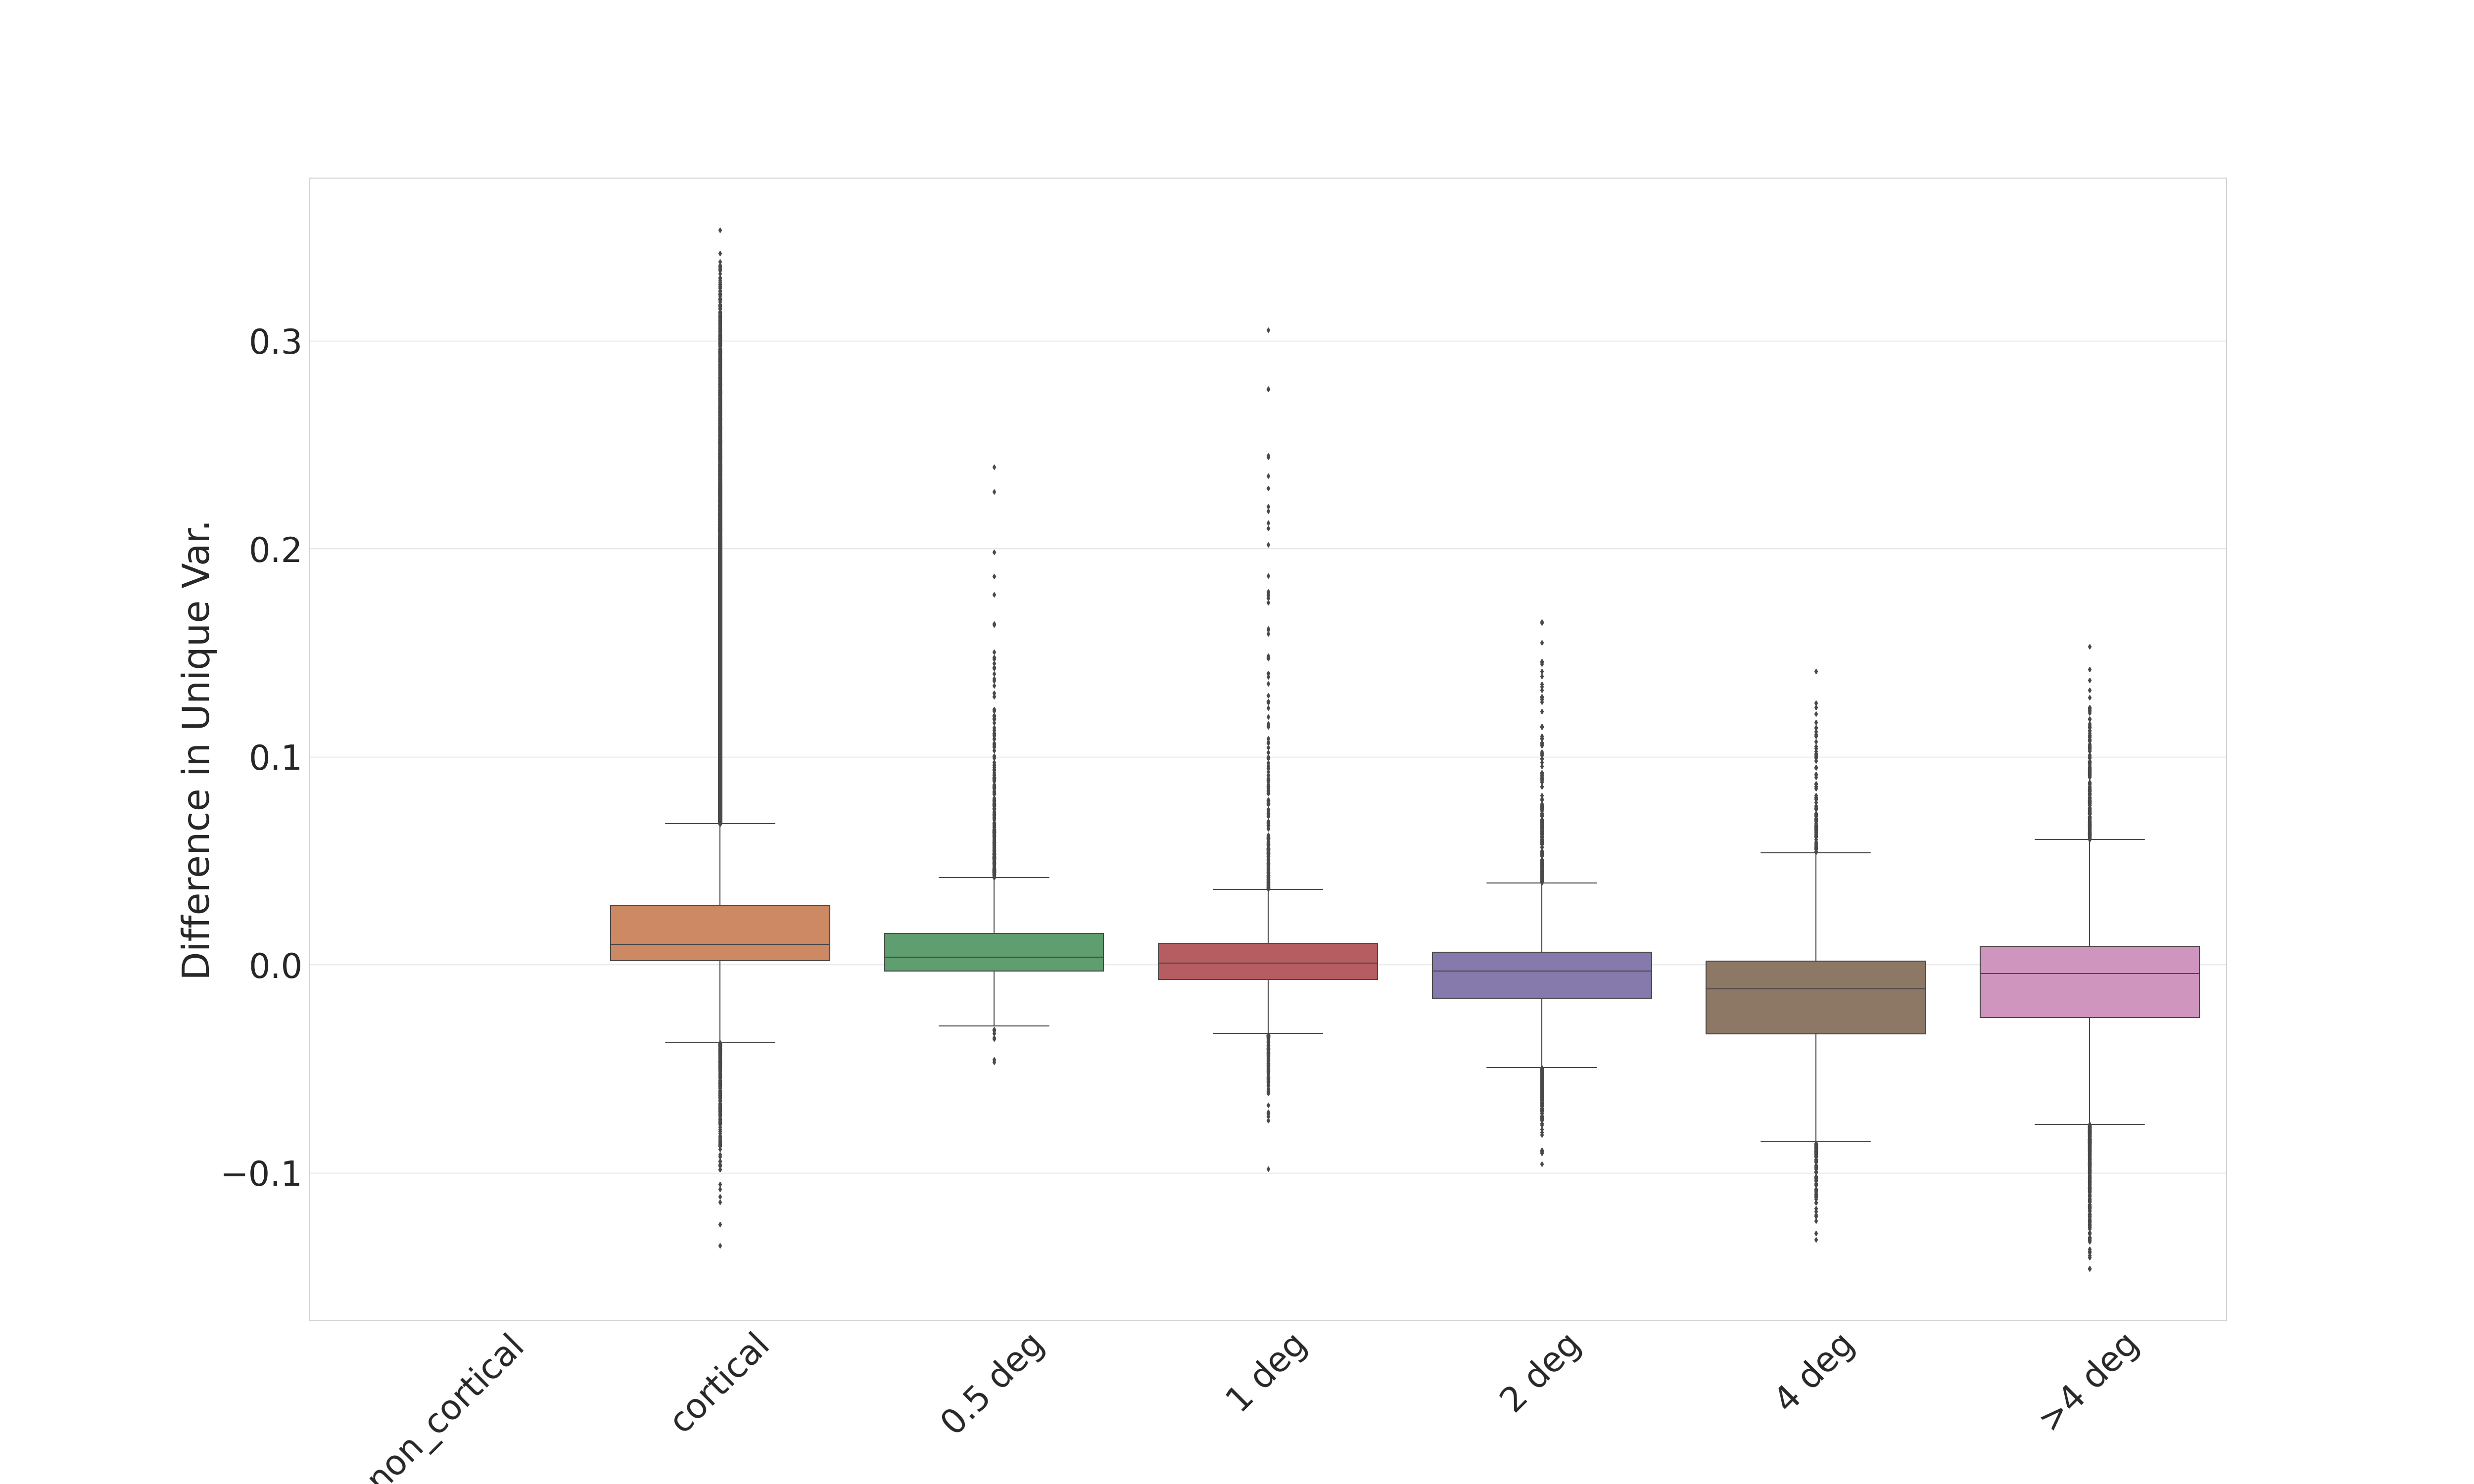 Difference in Unique Var.
0.3
0.2
0.1
0.0
−0.1
non_cortical
cortical
0.5 deg
1 deg
2 deg
4 deg
>4 deg